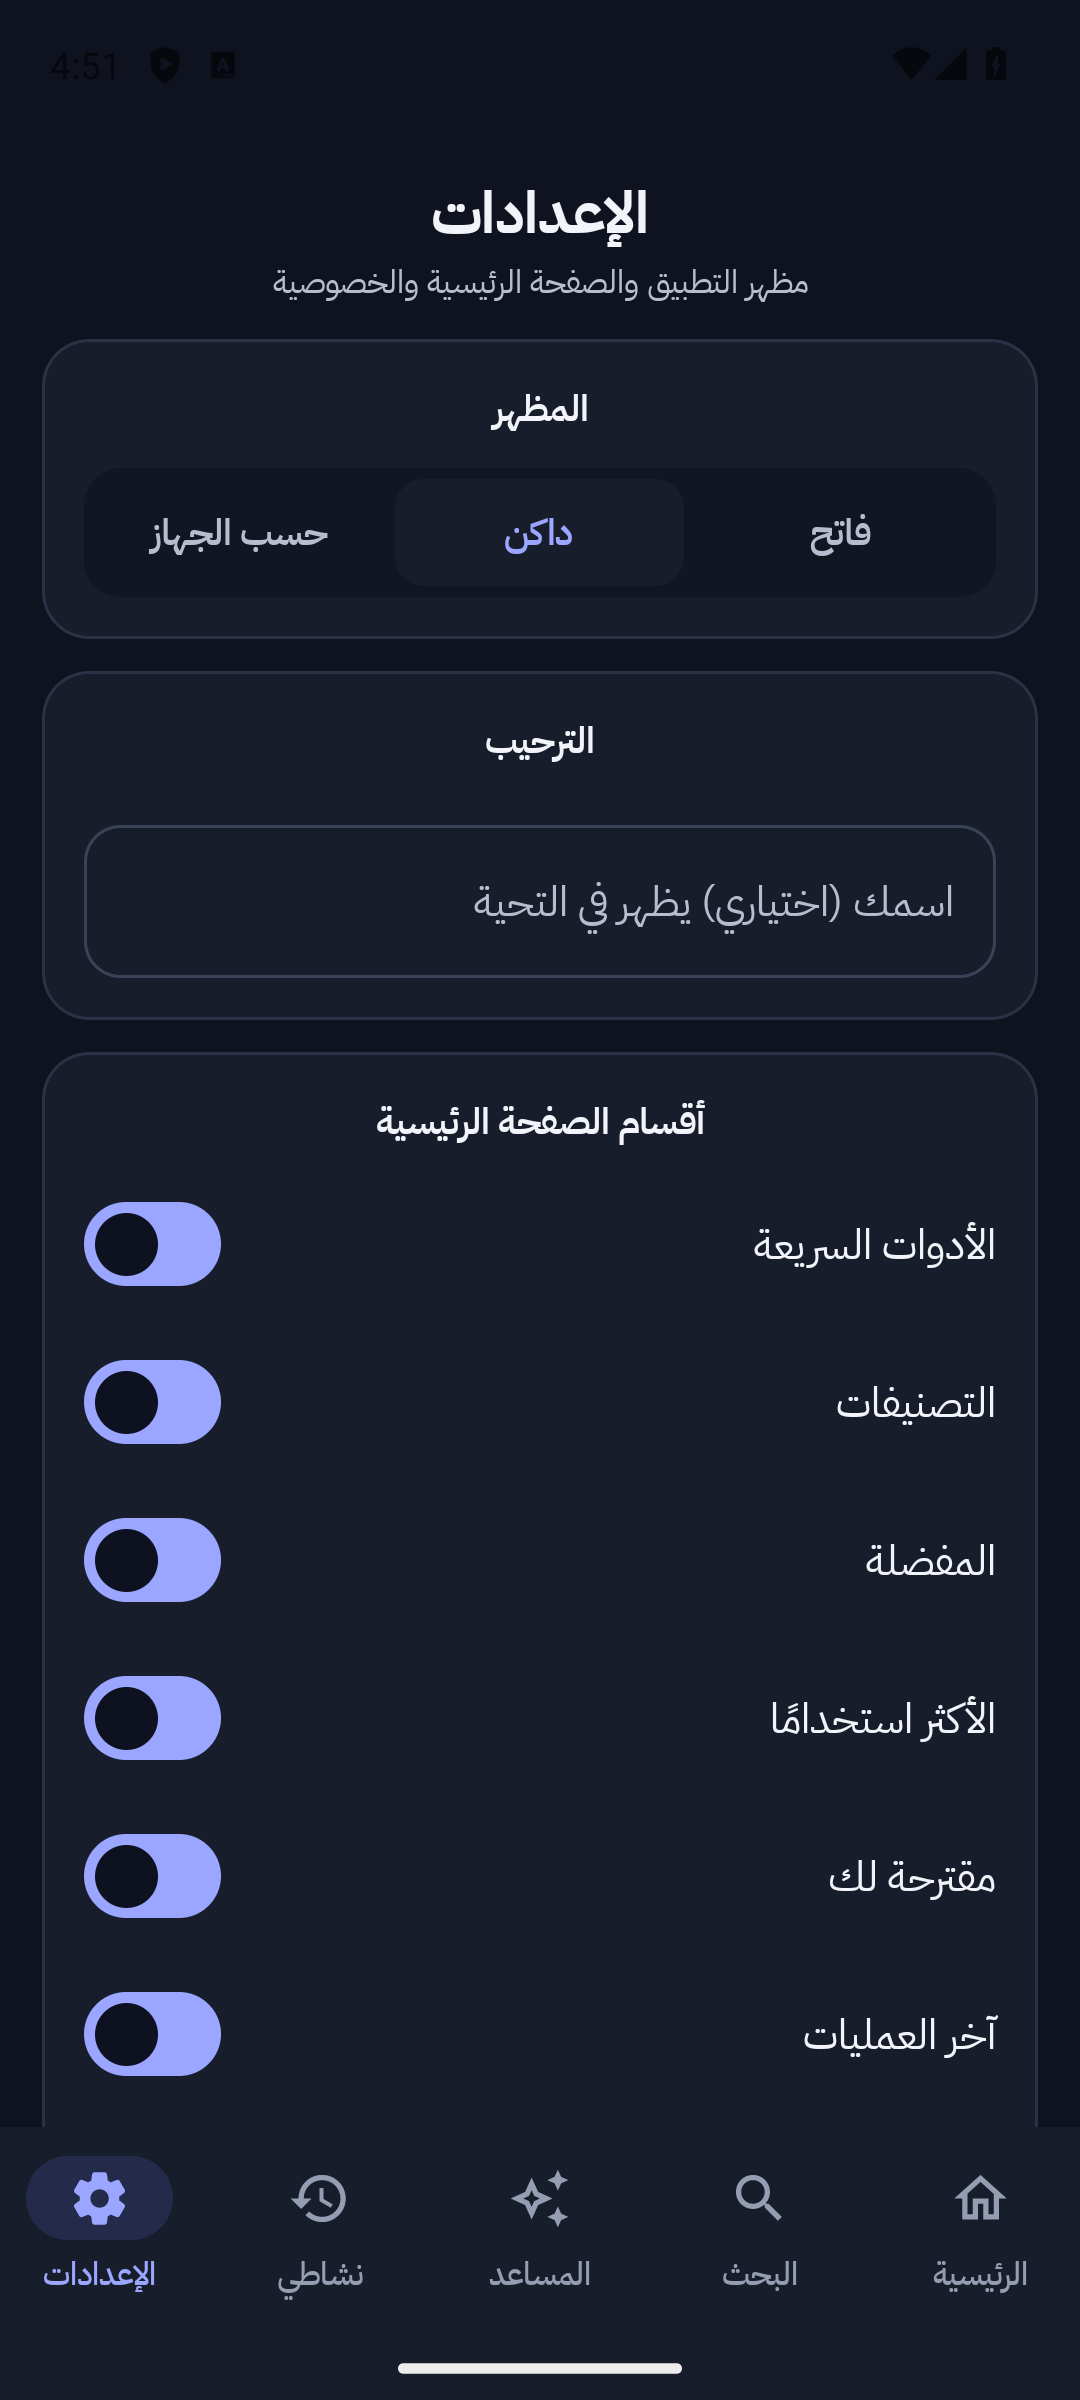 4:51
الإعدادات
مظهر التطبيق والصفحة الرئيسية والخصوصية
المظهر
فاتح
داكن
حسب الجهاز
الترحيب
اسمك (اختياري) يظهر في التحية
أقسام الصفحة الرئيسية
الأدوات السريعة
التصنيفات
المفضلة
الأكثر استخدامًا
مقترحة لك
آخر العمليات
الرئيسية
البحث
المساعد
نشاطي
الإعدادات